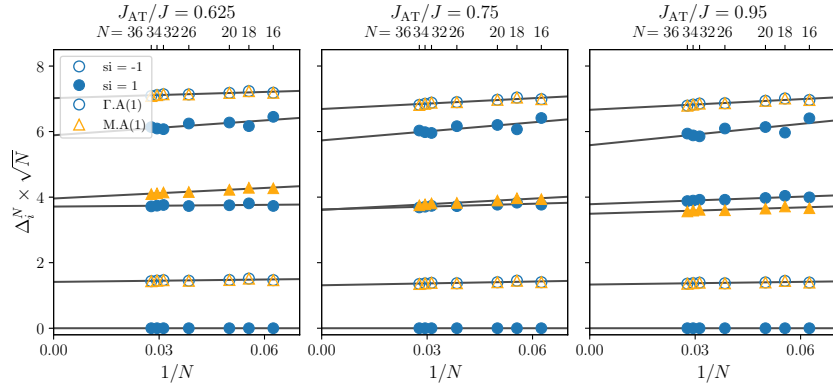 J_AT/J = 0.625
J_AT/J = 0.75
J_AT/J = 0.95
N = 36 34 32 26 20 18 16
36 34 32 26 20 18 16
36 34 32 26 20 18 16
8
6
4
2
0
Δ_i^N × √N
si = -1
si = 1
Γ.A(1)
M.A(1)
0.00 0.03 0.06
0.00 0.03 0.06
0.00 0.03 0.06
1/N
1/N
1/N